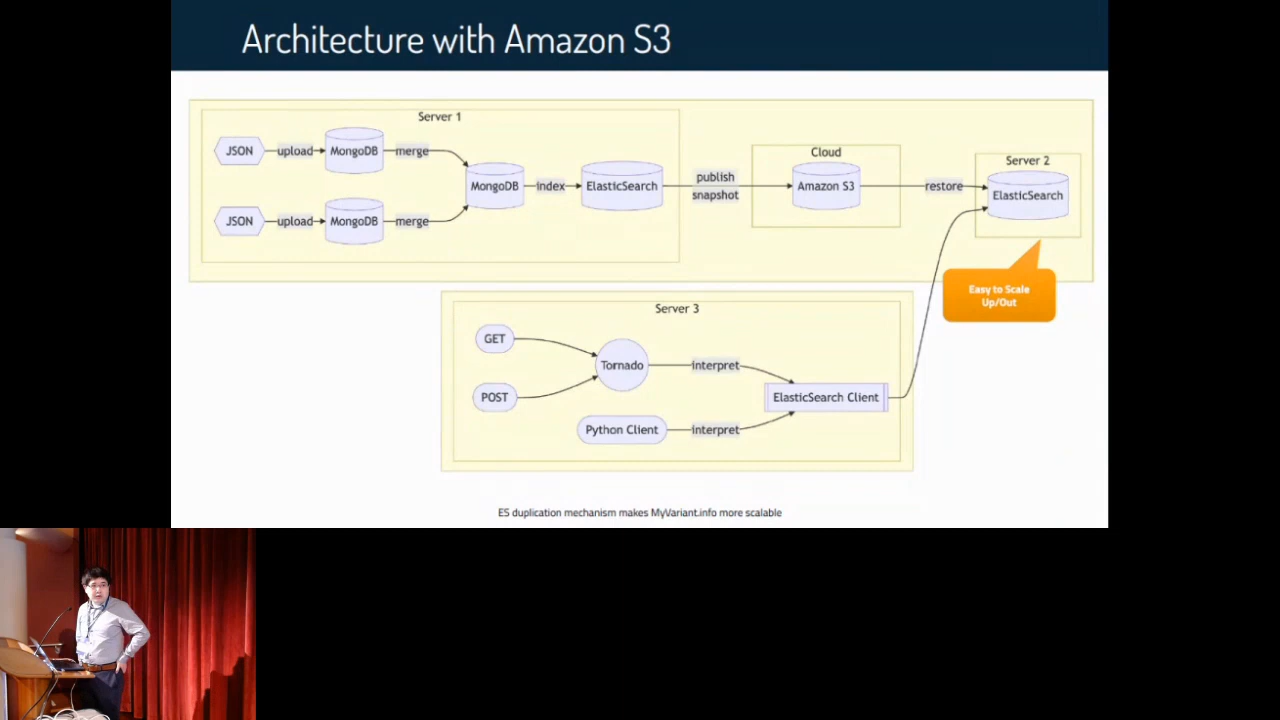 Architecture with Amazon S3
Server 1
JSON
upload
MongoDB
merge
JSON
upload
MongoDB
merge
MongoDB
index
ElasticSearch
publish
snapshot
Cloud
Amazon S3
restore
Server 2
ElasticSearch
Easy to Scale
Up/Out
Server 3
GET
POST
Tornado
interpret
Python Client
interpret
ElasticSearch Client
ES duplication mechanism makes MyVariant.info more scalable